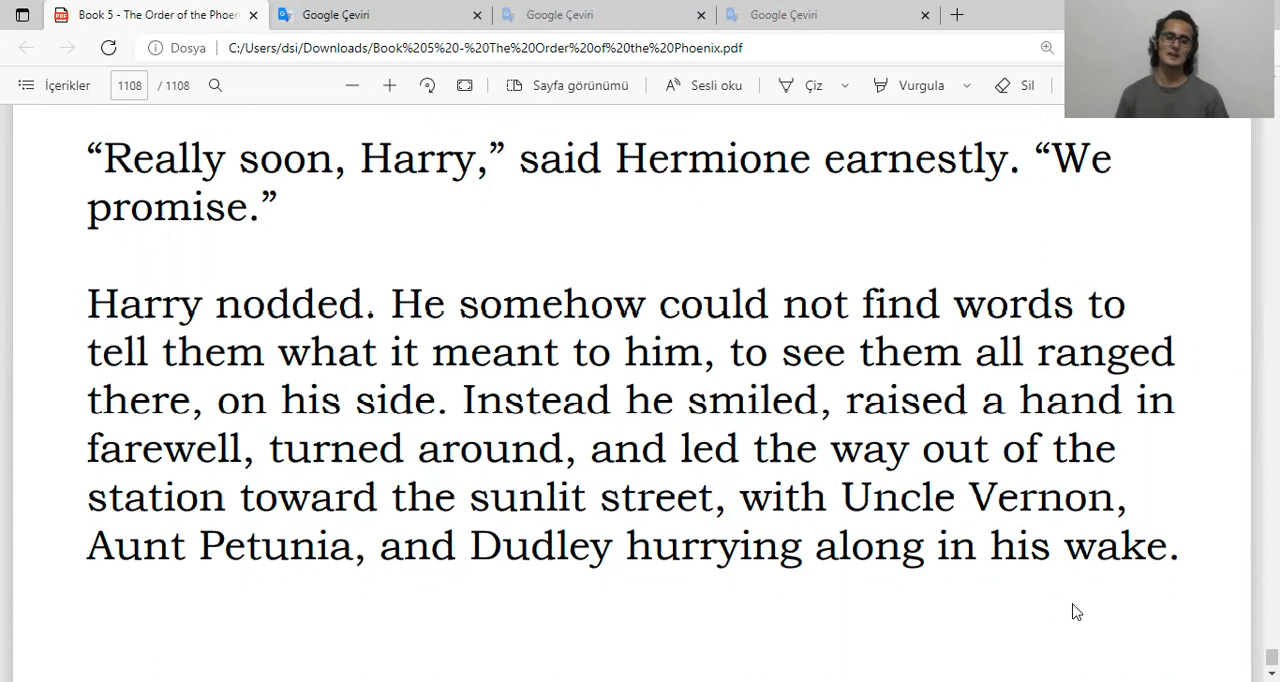 Book 5 - The Order of the Phoen
Google Çeviri
Google Çeviri
Google Çeviri
Dosya
C:/Users/dsi/Downloads/Book%205%20-%20The%20Order%20of%20the%20Phoenix.pdf
İçerikler
1108 / 1108
Sayfa görünümü
Sesli oku
Çiz
Vurgula
Sil
“Really soon, Harry,” said Hermione earnestly. “We
promise.”
Harry nodded. He somehow could not find words to
tell them what it meant to him, to see them all ranged
there, on his side. Instead he smiled, raised a hand in
farewell, turned around, and led the way out of the
station toward the sunlit street, with Uncle Vernon,
Aunt Petunia, and Dudley hurrying along in his wake.